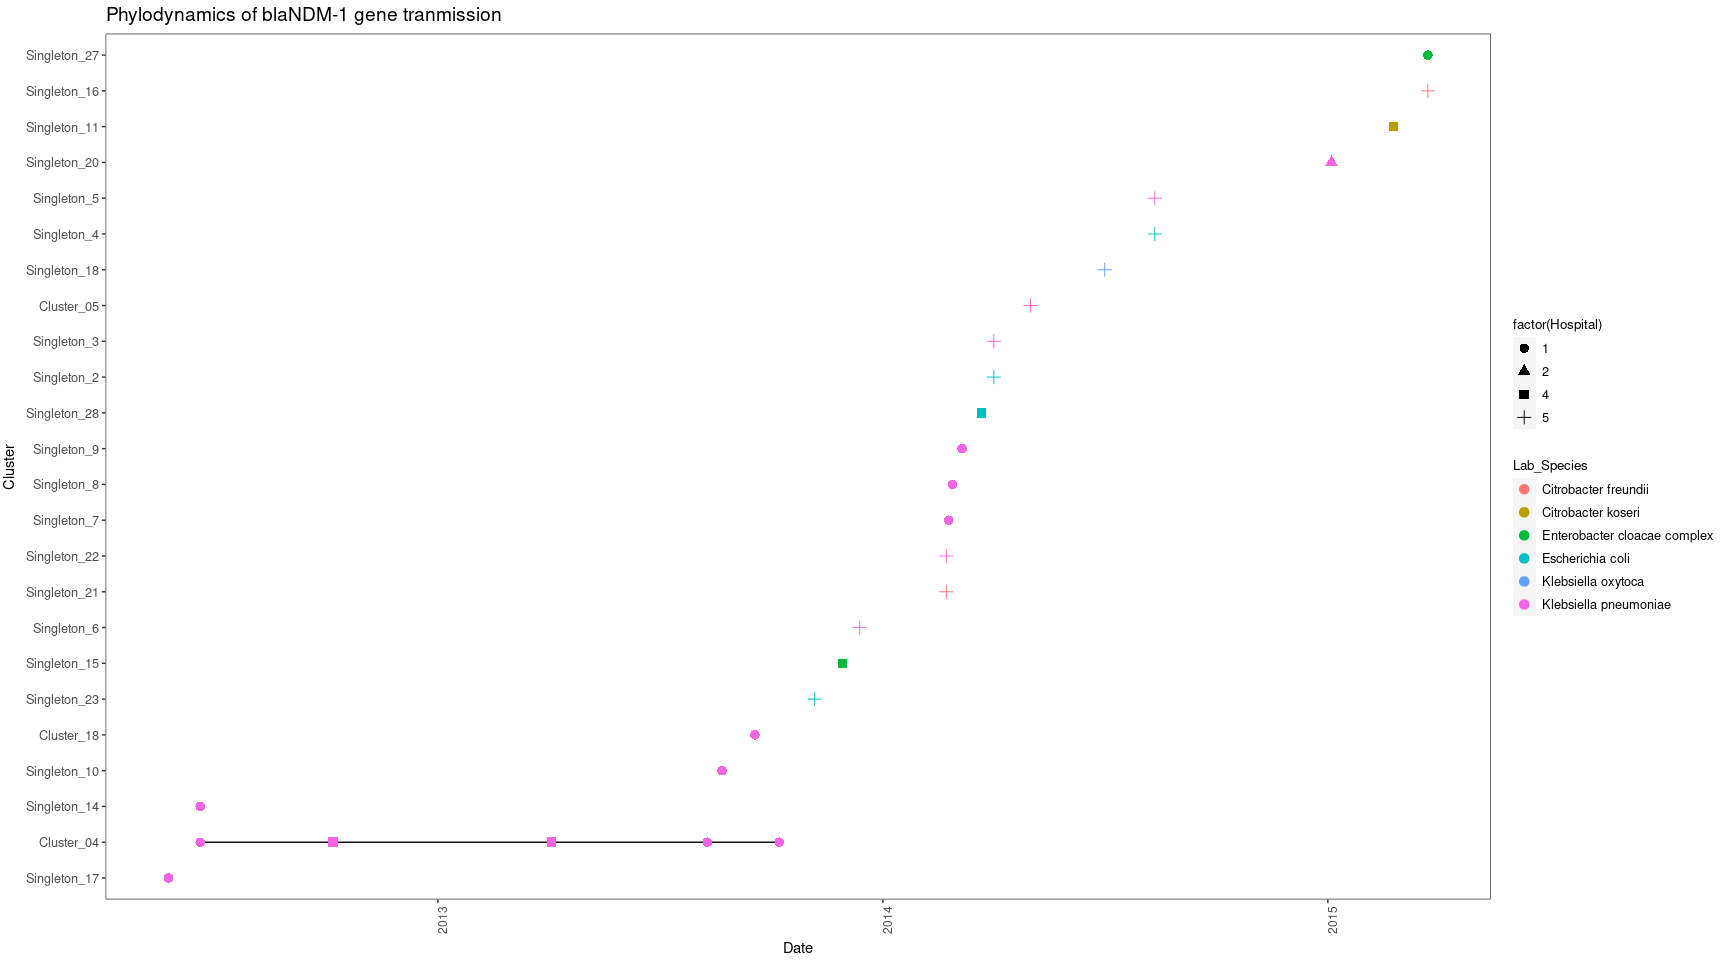 Phylodynamics of blaNDM-1 gene tranmission
Singleton_27
Singleton_16
Singleton_11
Singleton_20
Singleton_5
Singleton_4
Singleton_18
Cluster_05
Singleton_3
Singleton_2
Singleton_28
Singleton_9
Singleton_8
Singleton_7
Singleton_22
Singleton_21
Singleton_6
Singleton_15
Singleton_23
Cluster_18
Singleton_10
Singleton_14
Cluster_04
Singleton_17
Cluster
2013
2014
2015
Date
factor(Hospital)
1
2
4
5
Lab_Species
Citrobacter freundii
Citrobacter koseri
Enterobacter cloacae complex
Escherichia coli
Klebsiella oxytoca
Klebsiella pneumoniae